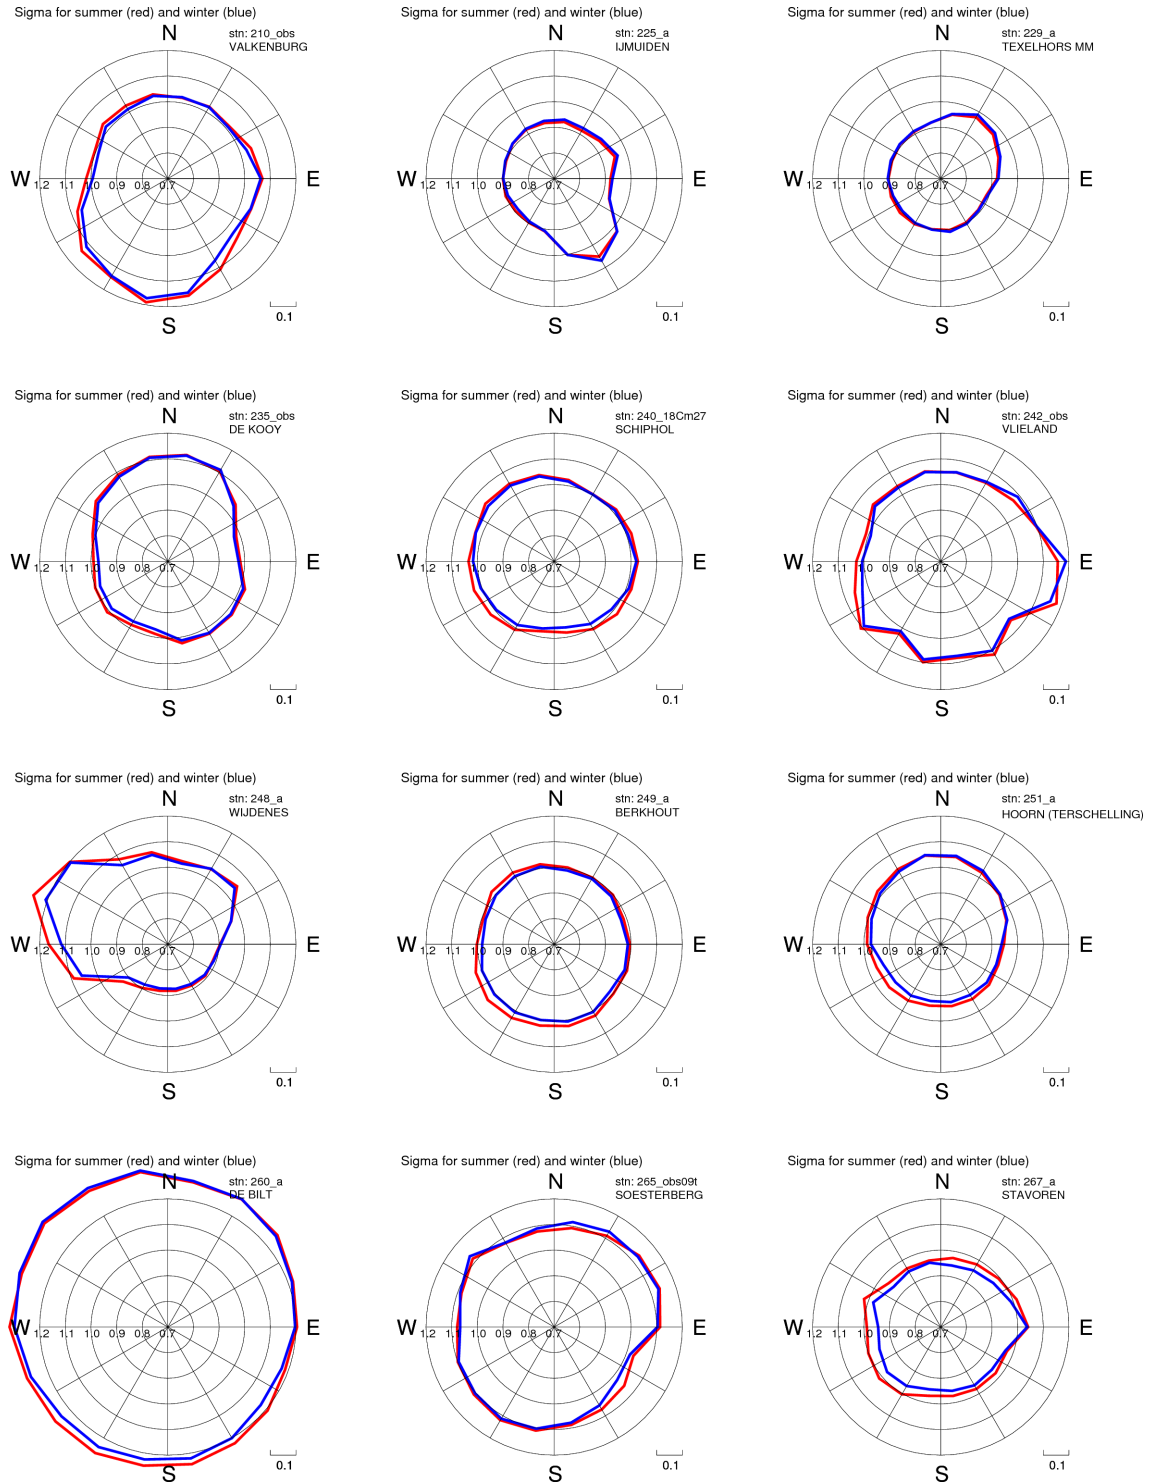 Sigma for summer (red) and winter (blue)
stn: 210_obs
VALKENBURG
N
W 1.2 1.1 1.0 0.9 0.8 0.7 E
S
0.1
Sigma for summer (red) and winter (blue)
stn: 225_a
IJMUIDEN
N
W 1.2 1.1 1.0 0.9 0.8 0.7 E
S
0.1
Sigma for summer (red) and winter (blue)
stn: 229_a
TEXELHORS MM
N
W 1.2 1.1 1.0 0.9 0.8 0.7 E
S
0.1
Sigma for summer (red) and winter (blue)
stn: 235_obs
DE KOOY
N
W 1.2 1.1 1.0 0.9 0.8 0.7 E
S
0.1
Sigma for summer (red) and winter (blue)
stn: 240_18Cm27
SCHIPHOL
N
W 1.2 1.1 1.0 0.9 0.8 0.7 E
S
0.1
Sigma for summer (red) and winter (blue)
stn: 242_obs
VLIELAND
N
W 1.2 1.1 1.0 0.9 0.8 0.7 E
S
0.1
Sigma for summer (red) and winter (blue)
stn: 248_a
WIJDENES
N
W 1.2 1.1 1.0 0.9 0.8 0.7 E
S
0.1
Sigma for summer (red) and winter (blue)
stn: 249_a
BERKHOUT
N
W 1.2 1.1 1.0 0.9 0.8 0.7 E
S
0.1
Sigma for summer (red) and winter (blue)
stn: 251_a
HOORN (TERSCHELLING)
N
W 1.2 1.1 1.0 0.9 0.8 0.7 E
S
0.1
Sigma for summer (red) and winter (blue)
stn: 260_a
DE BILT
N
W 1.2 1.1 1.0 0.9 0.8 0.7 E
S
0.1
Sigma for summer (red) and winter (blue)
stn: 265_obs09t
SOESTERBERG
N
W 1.2 1.1 1.0 0.9 0.8 0.7 E
S
0.1
Sigma for summer (red) and winter (blue)
stn: 267_a
STAVOREN
N
W 1.2 1.1 1.0 0.9 0.8 0.7 E
S
0.1